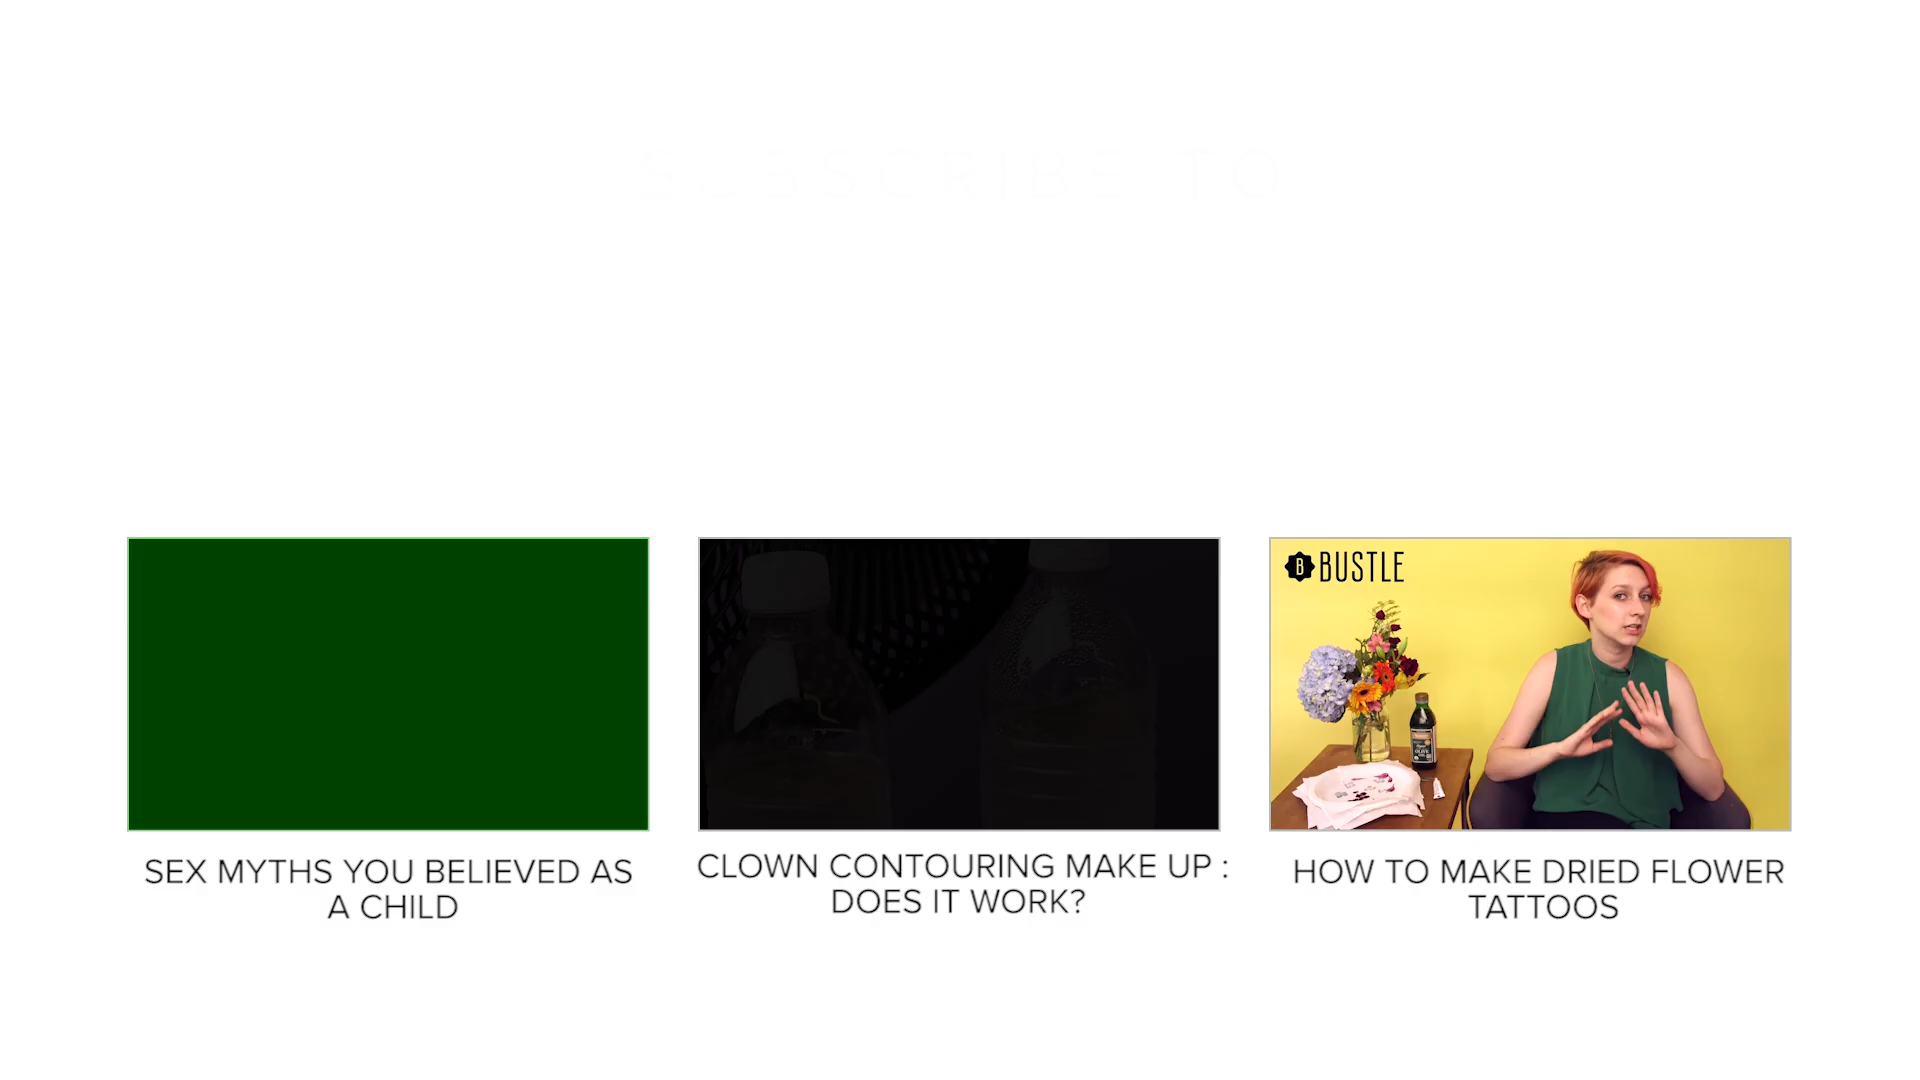 SUBSCRIBE TO
B BUSTLE
SEX MYTHS YOU BELIEVED AS
A CHILD
CLOWN CONTOURING MAKE UP :
DOES IT WORK?
HOW TO MAKE DRIED FLOWER
TATTOOS